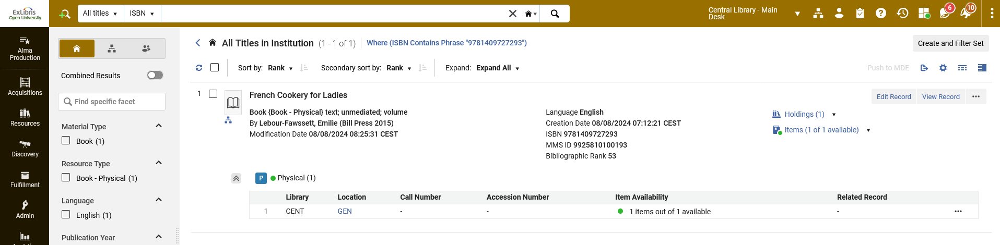 ExLibris
Open University
All titles
ISBN
Central Library - Main
Desk
?
6
10
Alma
Production
Acquisitions
Resources
Discovery
Fulfillment
Admin
Combined Results
Find specific facet
Material Type
Book (1)
Resource Type
Book - Physical (1)
Language
English (1)
Publication Year
All Titles in Institution (1 - 1 of 1) Where (ISBN Contains Phrase "9781409727293")
Create and Filter Set
Sort by: Rank Secondary sort by: Rank Expand: Expand All
Push to MDE
1
French Cookery for Ladies
Edit Record View Record
Book {Book - Physical} text; unmediated; volume
By Lebour-Fawssett, Emilie (Bill Press 2015)
Modification Date 08/08/2024 08:25:31 CEST
Language English
Creation Date 08/08/2024 07:12:21 CEST
ISBN 9781409727293
MMS ID 9925810100193
Bibliographic Rank 53
Holdings (1)
Items (1 of 1 available)
P Physical (1)
Library Location Call Number Accession Number Item Availability Related Record
1 CENT GEN - - 1 items out of 1 available -